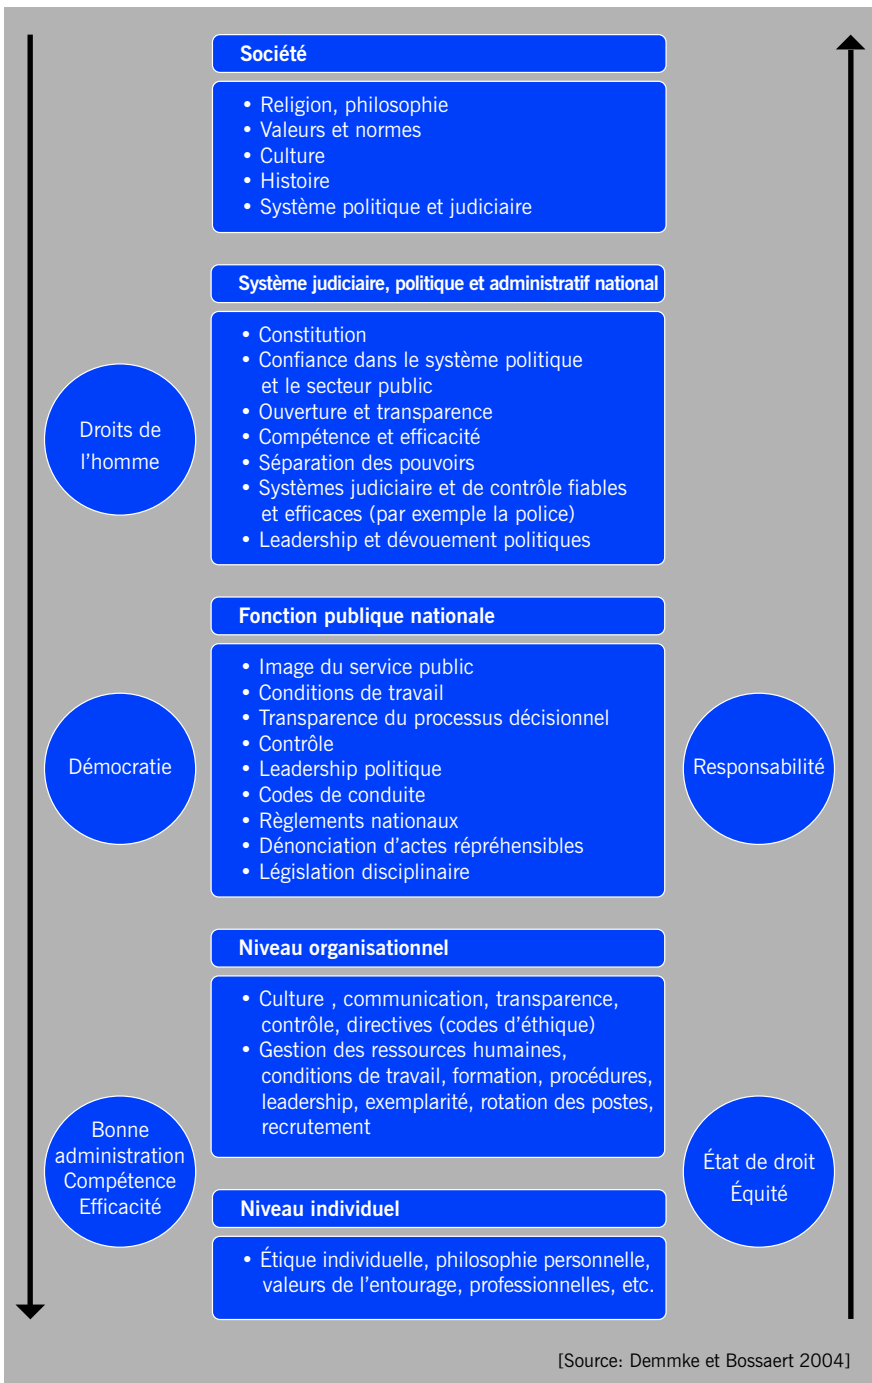 Société
• Religion, philosophie
• Valeurs et normes
• Culture
• Histoire
• Système politique et judiciaire
Système judiciaire, politique et administratif national
• Constitution
• Confiance dans le système politique
et le secteur public
• Ouverture et transparence
• Compétence et efficacité
• Séparation des pouvoirs
• Systèmes judiciaire et de contrôle fiables
et efficaces (par exemple la police)
• Leadership et dévouement politiques
Droits de
l'homme
Fonction publique nationale
• Image du service public
• Conditions de travail
• Transparence du processus décisionnel
• Contrôle
• Leadership politique
• Codes de conduite
• Règlements nationaux
• Dénonciation d'actes répréhensibles
• Législation disciplinaire
Démocratie
Responsabilité
Niveau organisationnel
• Culture , communication, transparence,
contrôle, directives (codes d'éthique)
• Gestion des ressources humaines,
conditions de travail, formation, procédures,
leadership, exemplarité, rotation des postes,
recrutement
Bonne
administration
Compétence
Efficacité
État de droit
Équité
Niveau individuel
• Étique individuelle, philosophie personnelle,
valeurs de l'entourage, professionnelles, etc.
[Source: Demmke et Bossaert 2004]